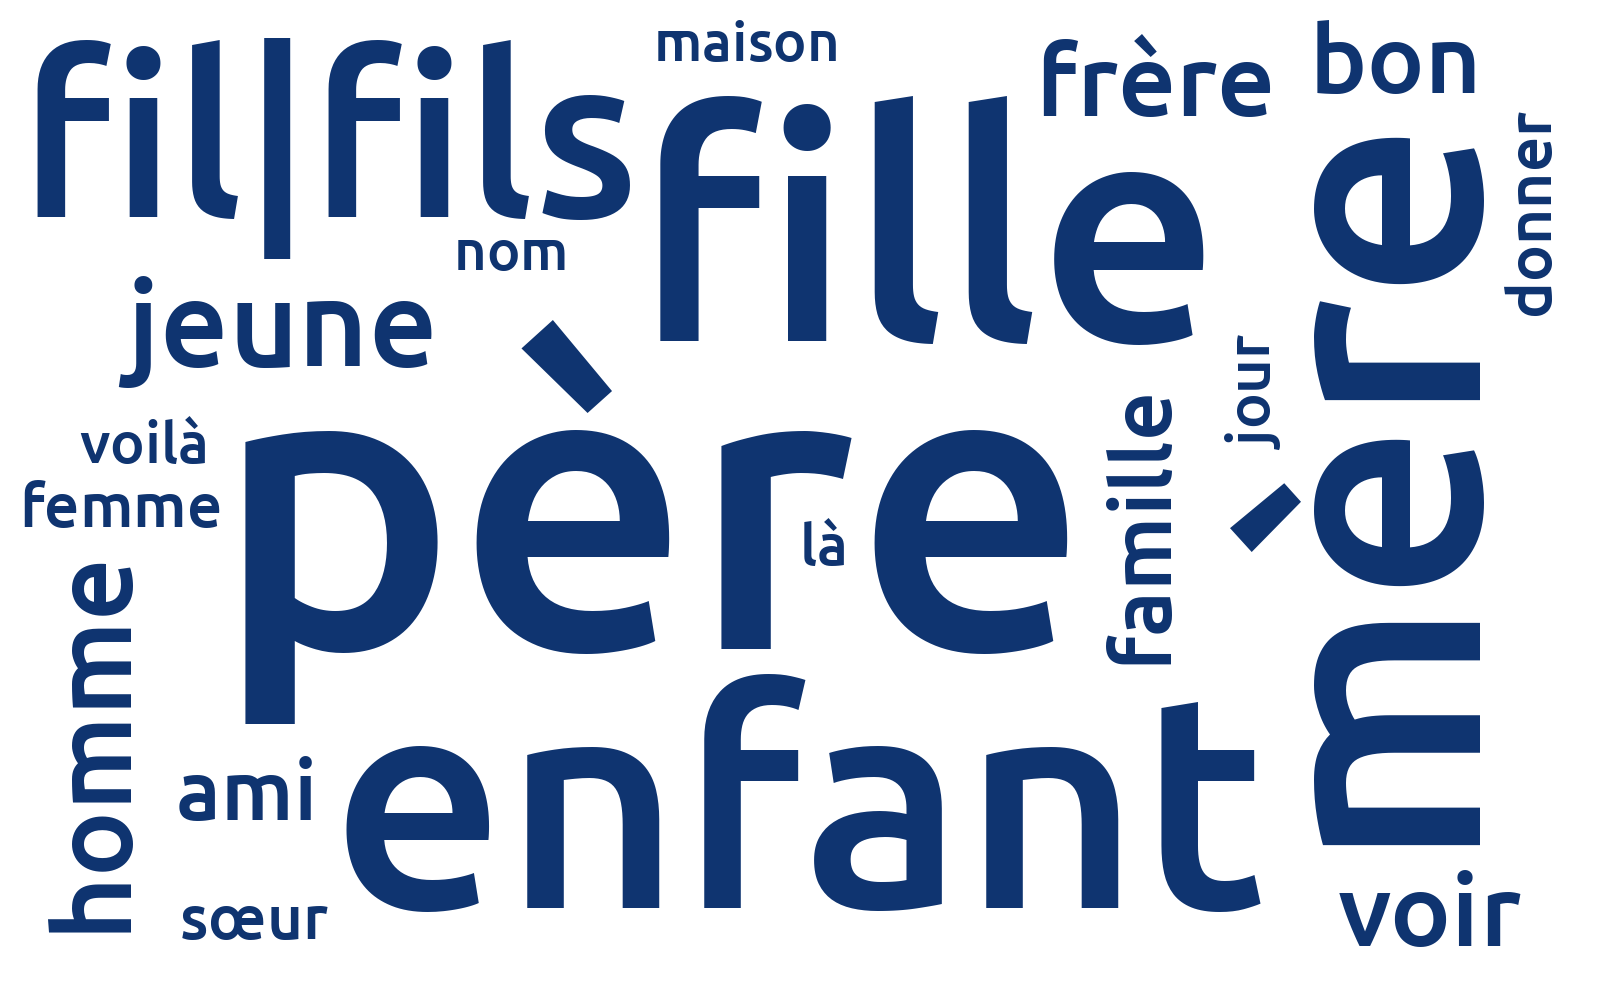 maison
fil|fils
frère
bon
fille
donner
nom
jeune
mère
jour
voilà
père
famille
femme
là
homme
ami
enfant
sœur
voir